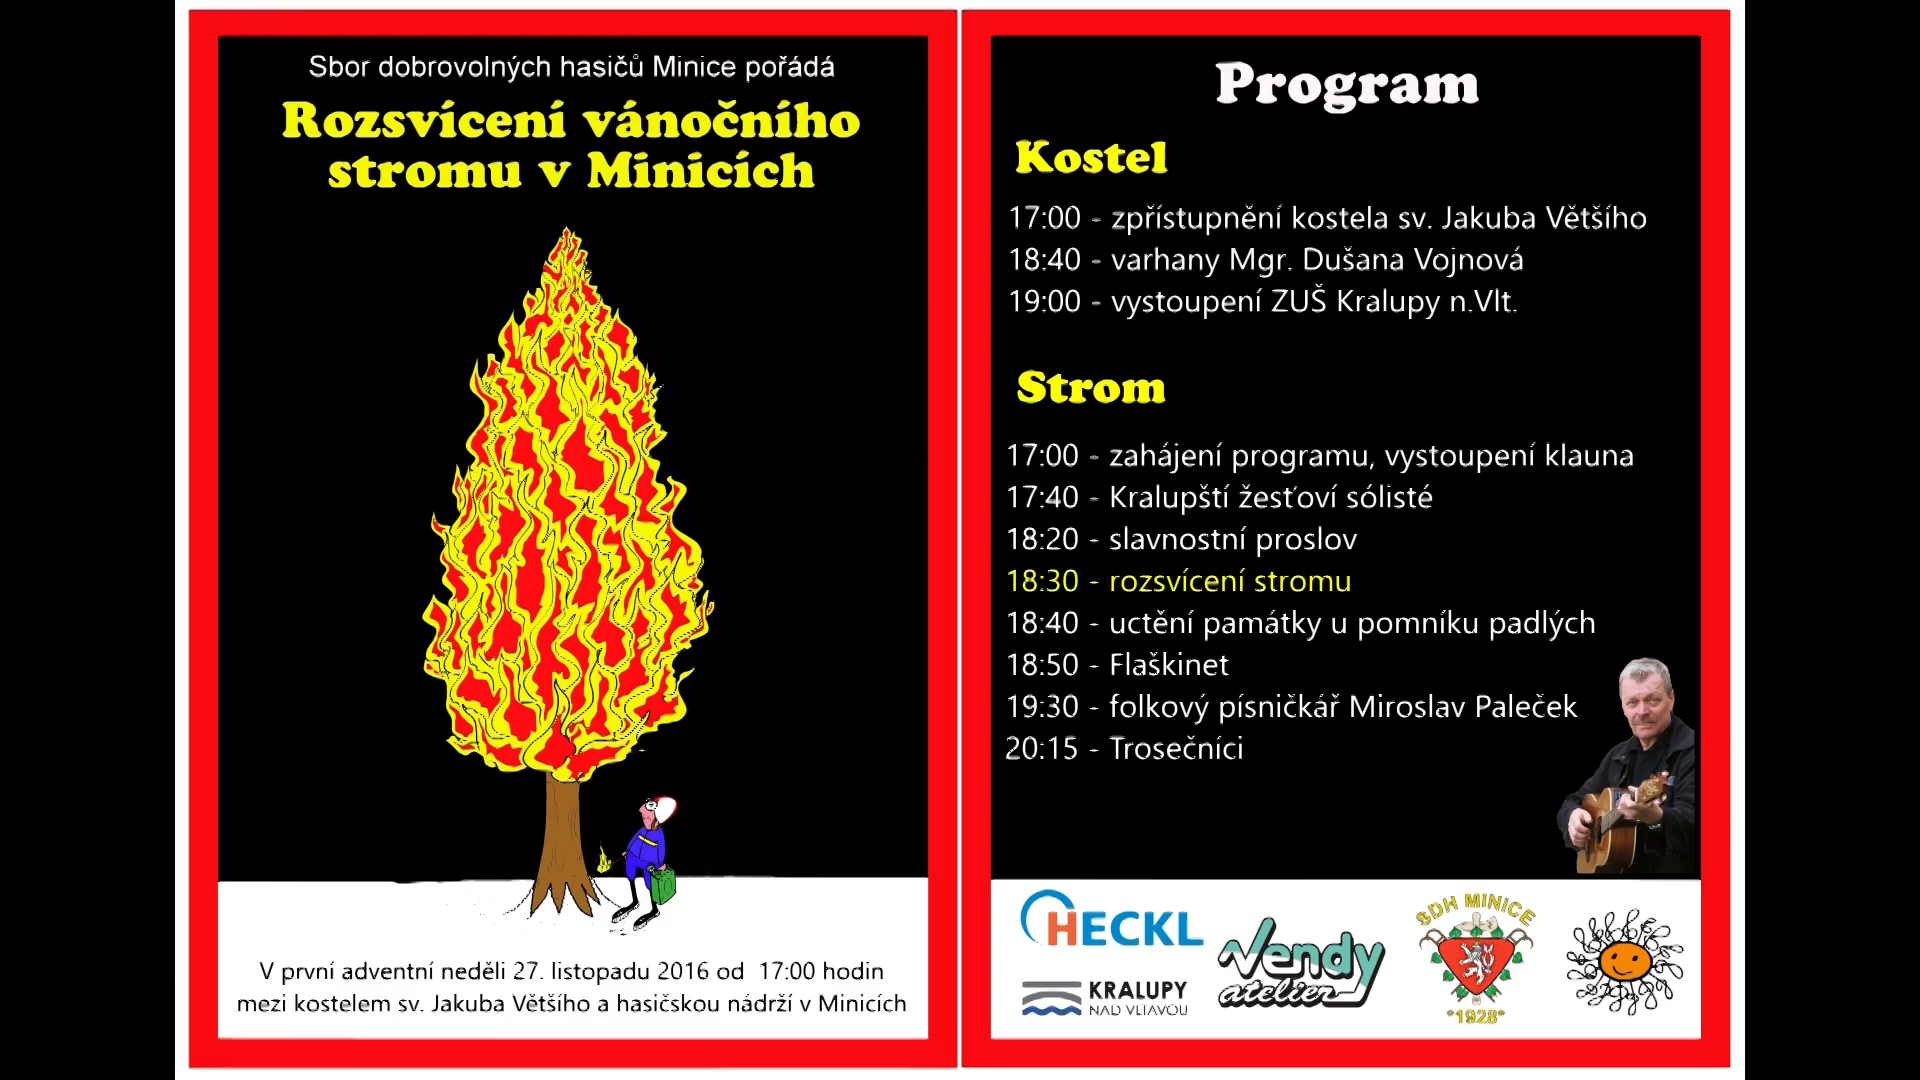 Sbor dobrovolných hasičů Minice pořádá
Rozsvícení vánočního
stromu v Minicích
V první adventní neděli 27. listopadu 2016 od 17:00 hodin
mezi kostelem sv. Jakuba Většího a hasičskou nádrží v Minicích
Program
Kostel
17:00 - zpřístupnění kostela sv. Jakuba Většího
18:40 - varhany Mgr. Dušana Vojnová
19:00 - vystoupení ZUŠ Kralupy n.Vlt.
Strom
17:00 - zahájení programu, vystoupení klauna
17:40 - Kralupští žesťoví sólisté
18:20 - slavnostní proslov
18:30 - rozsvícení stromu
18:40 - uctění památky u pomníku padlých
18:50 - Flaškinet
19:30 - folkový písničkář Miroslav Paleček
20:15 - Trosečníci
HECKL
KRALUPY
NAD VLTAVOU
Vendy
atelier
SDH MINICE
*1928*